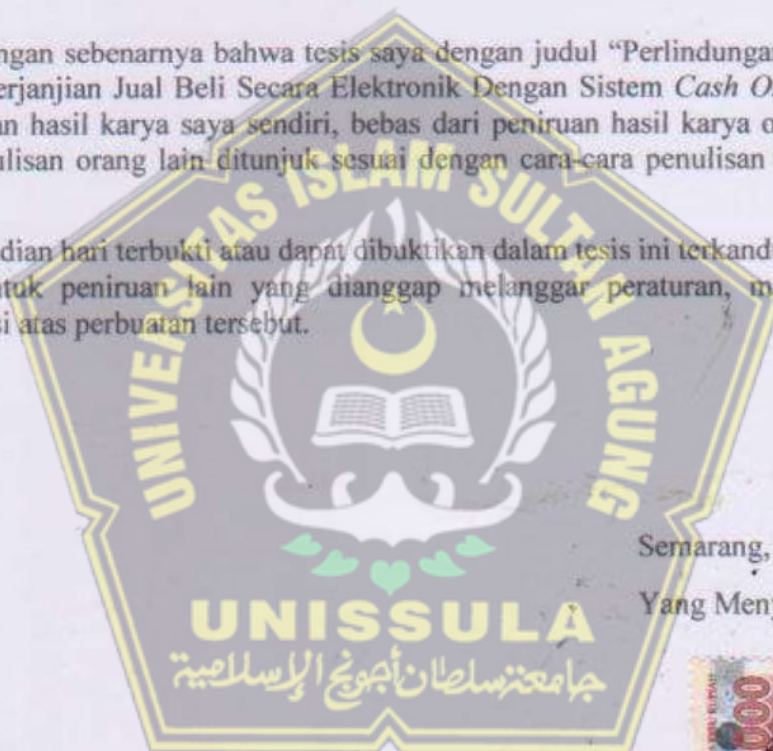 ngan sebenarnya bahwa tesis saya dengan judul “Perlindungan
erjanjian Jual Beli Secara Elektronik Dengan Sistem Cash O
an hasil karya saya sendiri, bebas dari peniruan hasil karya o
ulisan orang lain ditunjuk sesuai dengan cara-cara penulisan
dian hari terbukti atau dapat dibuktikan dalam tesis ini terkand
ntuk peniruan lain yang dianggap melanggar peraturan, m
si atas perbuatan tersebut.
UNIVERSITAS ISLAM SULTAN AGUNG
Semarang,
Yang Meny
UNISSULA
جامعة سلطان أجونج الإسلامية
000